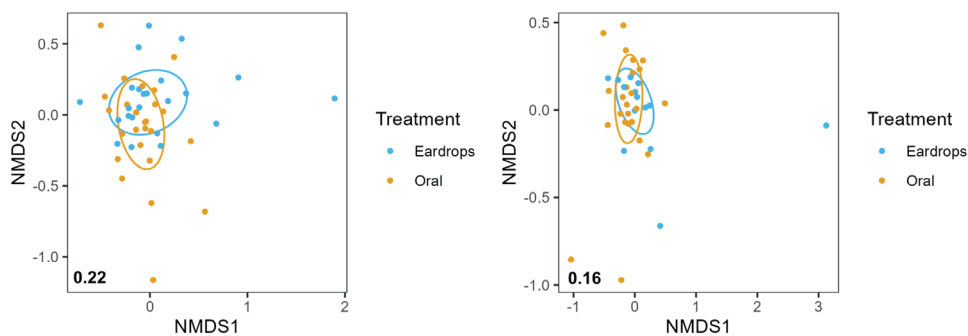 0.5
0.0
-0.5
-1.0
NMDS2
0.22
0
1
2
NMDS1
Treatment
Eardrops
Oral
0.5
0.0
-0.5
-1.0
NMDS2
0.16
-1
0
1
2
3
NMDS1
Treatment
Eardrops
Oral